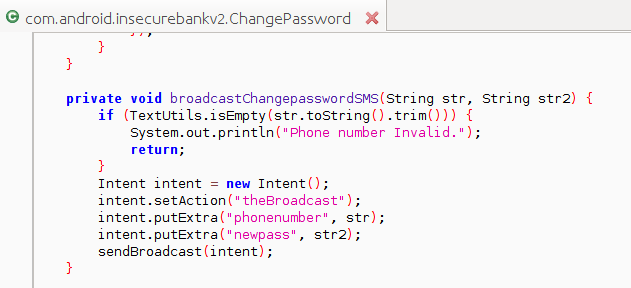 com.android.insecurebankv2.ChangePassword
}
}
private void broadcastChangepasswordSMS(String str, String str2) {
if (TextUtils.isEmpty(str.toString().trim())) {
System.out.println("Phone number Invalid.");
return;
}
Intent intent = new Intent();
intent.setAction("theBroadcast");
intent.putExtra("phonenumber", str);
intent.putExtra("newpass", str2);
sendBroadcast(intent);
}